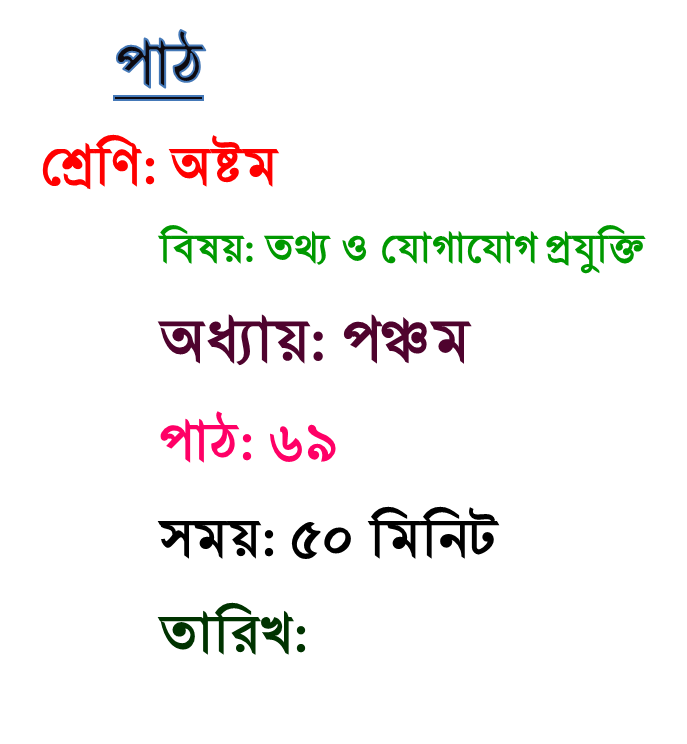 পাঠ
শ্রেণি: অষ্টম
বিষয়: তথ্য ও যোগাযোগ প্রযুক্তি
অধ্যায়: পঞ্চম
পাঠ: ৬৯
সময়: ৫০ মিনিট
তারিখ: